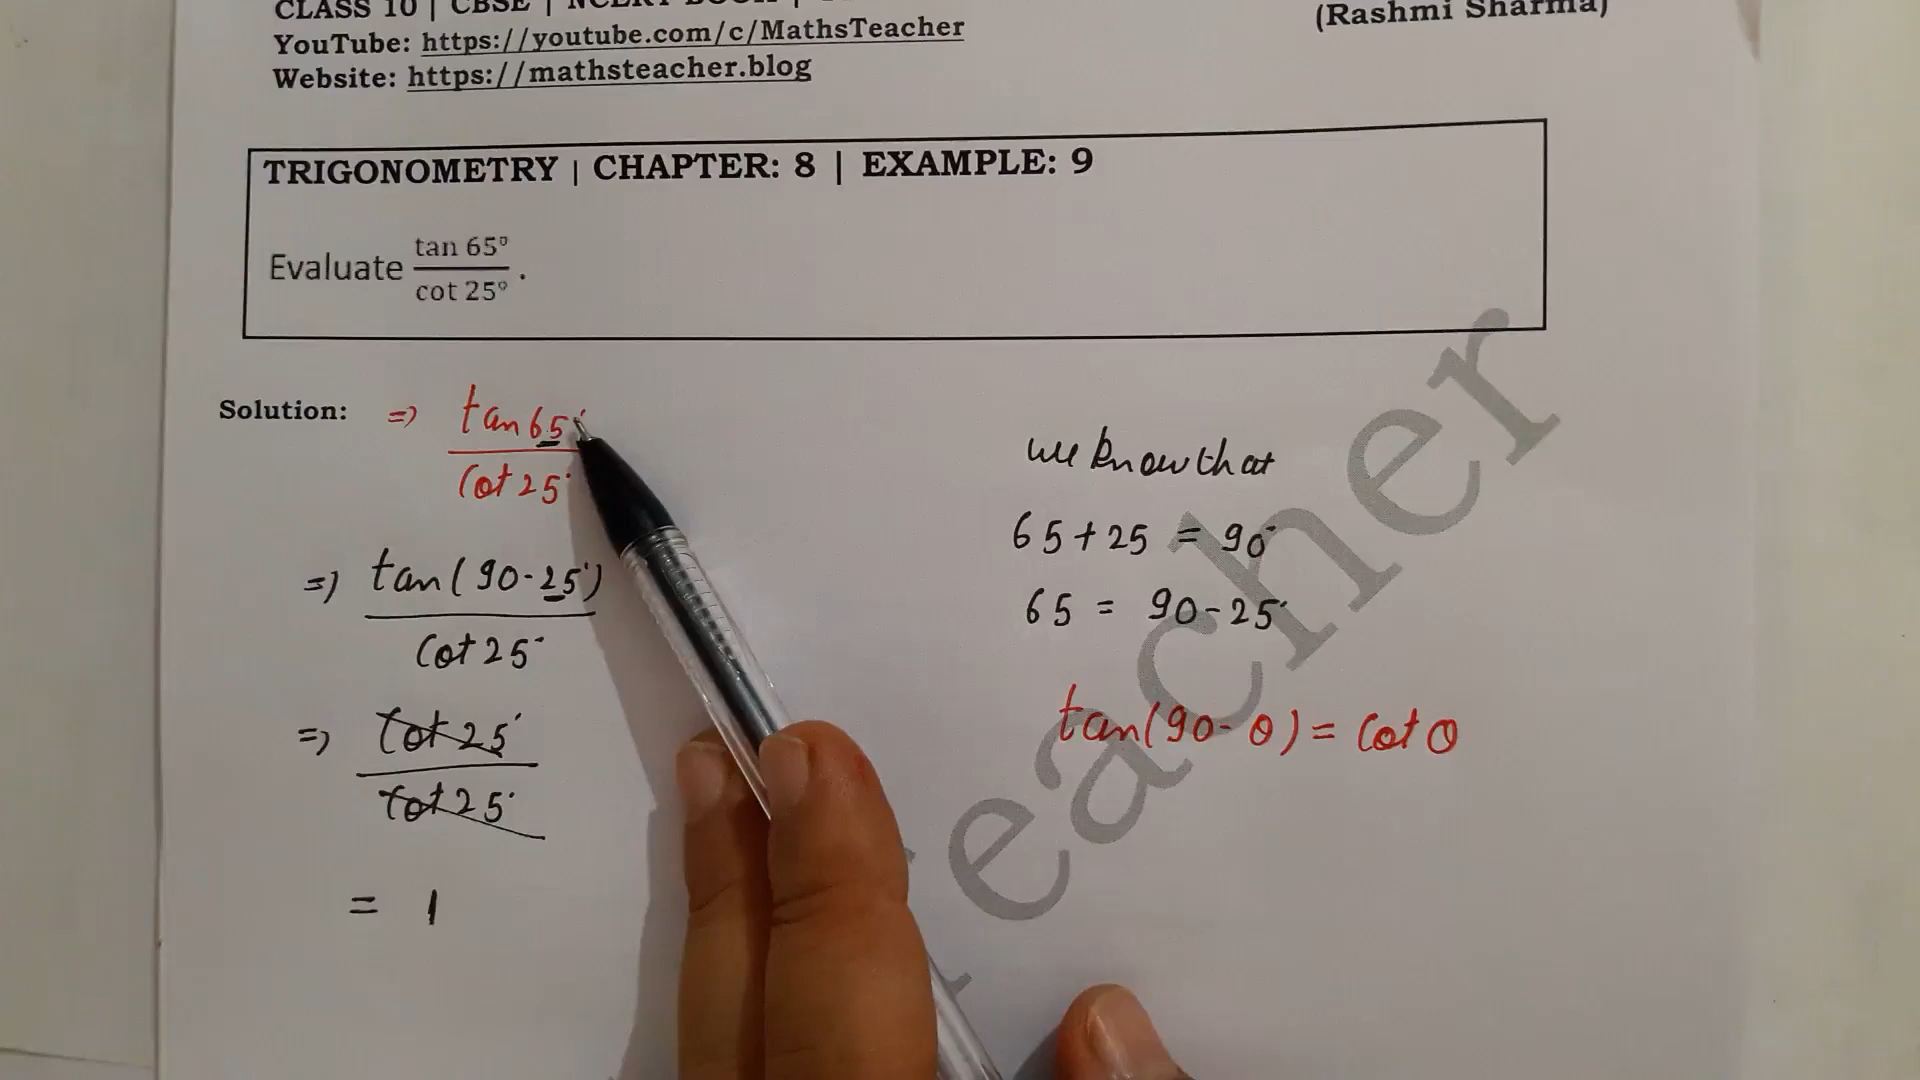 CLASS 10 | CBSE | NCERT BOOK |
(Rashmi Sharma)
YouTube: https://youtube.com/c/MathsTeacher
Website: https://mathsteacher.blog
TRIGONOMETRY | CHAPTER: 8 | EXAMPLE: 9
Evaluate tan 65° / cot 25° .
Solution: => tan 65° / cot 25°
=> tan(90-25°) / cot 25°
=> cot 25° / cot 25°
= 1
we know that
65+25 = 90°
65 = 90-25°
tan(90-θ) = cot θ
eacher